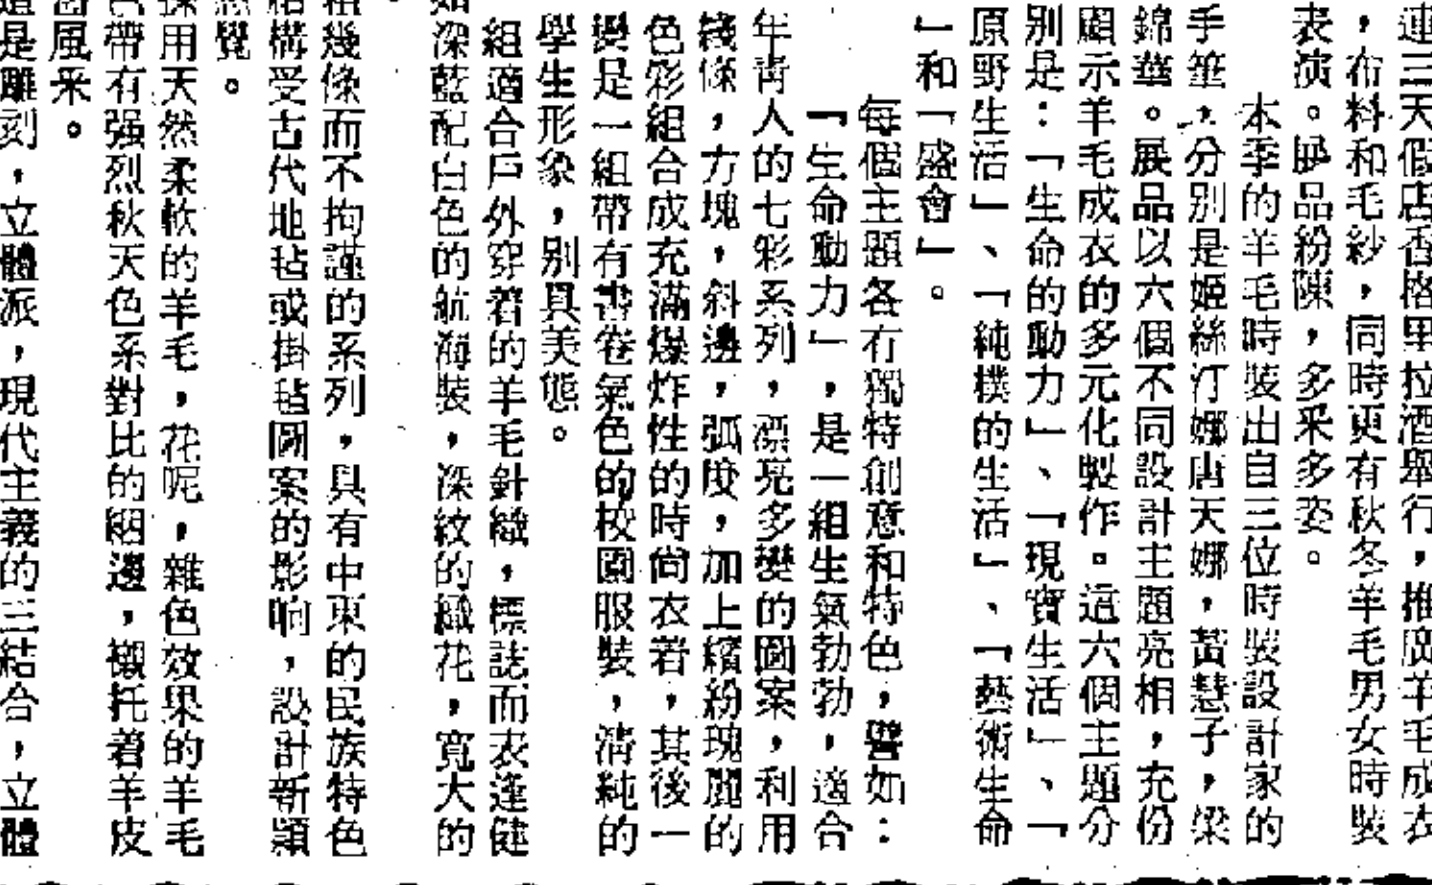 連三天假店香格里拉酒舉行，推廣羊毛成衣
，布料和毛紗，同時更有秋冬羊毛男女時裝
表演。展品紛陳，多釆多姿。
本季的羊毛時裝出自三位時裝設計家的
手筆，分別是姬絲汀娜唐天娜，黃慧子，梁
錦華。展品以六個不同設計主題亮相，充份
顯示羊毛成衣的多元化製作。這六個主題分
別是：「生命的動力」、「現實生活」、「
原野生活」、「純樸的生活」、「藝術生命
」和「盛會」。
每個主題各有獨特創意和特色，譬如：
「生命動力」，是一組生氣勃勃，適合
年青人的七彩系列，漂亮多變的圖案，利用
綫條，方塊，斜邊，弧度，加上繽紛瑰麗的
色彩組合成充滿爆炸性的時尚衣着，其後一
變是一組帶有書卷氣色的校園服裝，清純的
學生形象，別具美態。
組適合戶外穿着的羊毛針織，標誌而表達健
深藍配白色的航海裝，深紋的織花，寬大的
幾條而不拘謹的系列，具有中東的民族特色
結構受古代地毡或掛毡圖案的影响，設計新穎
覺。
採用天然柔軟的羊毛，花呢，雜色效果的羊毛
帶有强烈秋天色系對比的綑邊，襯托着羊皮
風釆。
是雕刻，立體派，現代主義的三結合，立體